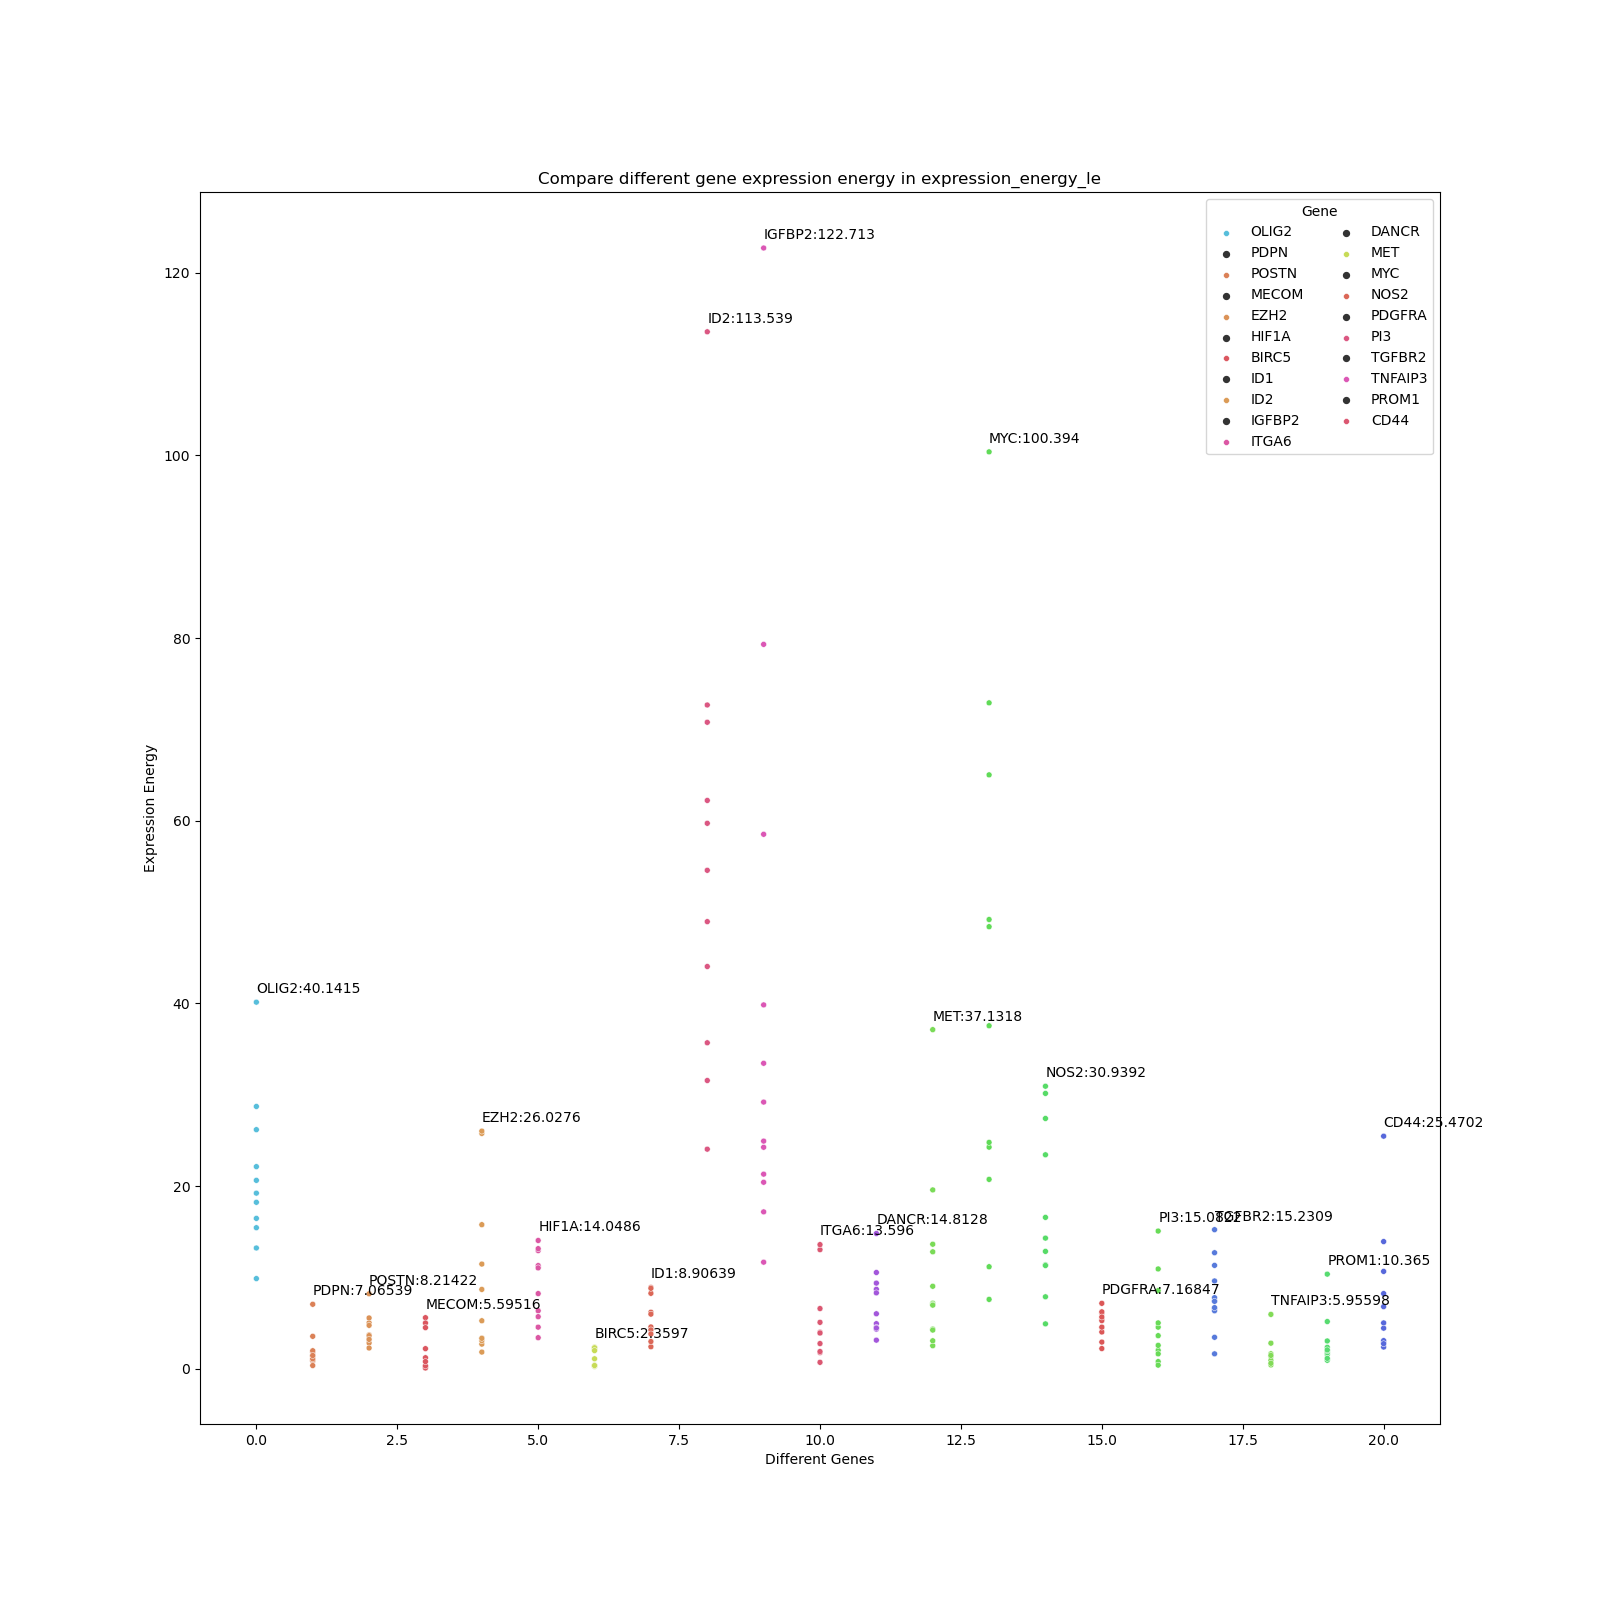 Compare different gene expression energy in expression_energy_le
Gene
OLIG2
PDPN
POSTN
MECOM
EZH2
HIF1A
BIRC5
ID1
ID2
IGFBP2
ITGA6
DANCR
MET
MYC
NOS2
PDGFRA
PI3
TGFBR2
TNFAIP3
PROM1
CD44
IGFBP2:122.713
ID2:113.539
MYC:100.394
OLIG2:40.1415
MET:37.1318
NOS2:30.9392
EZH2:26.0276
CD44:25.4702
HIF1A:14.0486
DANCR:14.8128
ITGA6:13.596
PI3:15.0822
TGFBR2:15.2309
PROM1:10.365
ID1:8.90639
POSTN:8.21422
PDPN:7.06539
MECOM:5.59516
PDGFRA:7.16847
TNFAIP3:5.95598
BIRC5:2.3597
120
100
80
60
40
20
0
Expression Energy
0.0 2.5 5.0 7.5 10.0 12.5 15.0 17.5 20.0
Different Genes